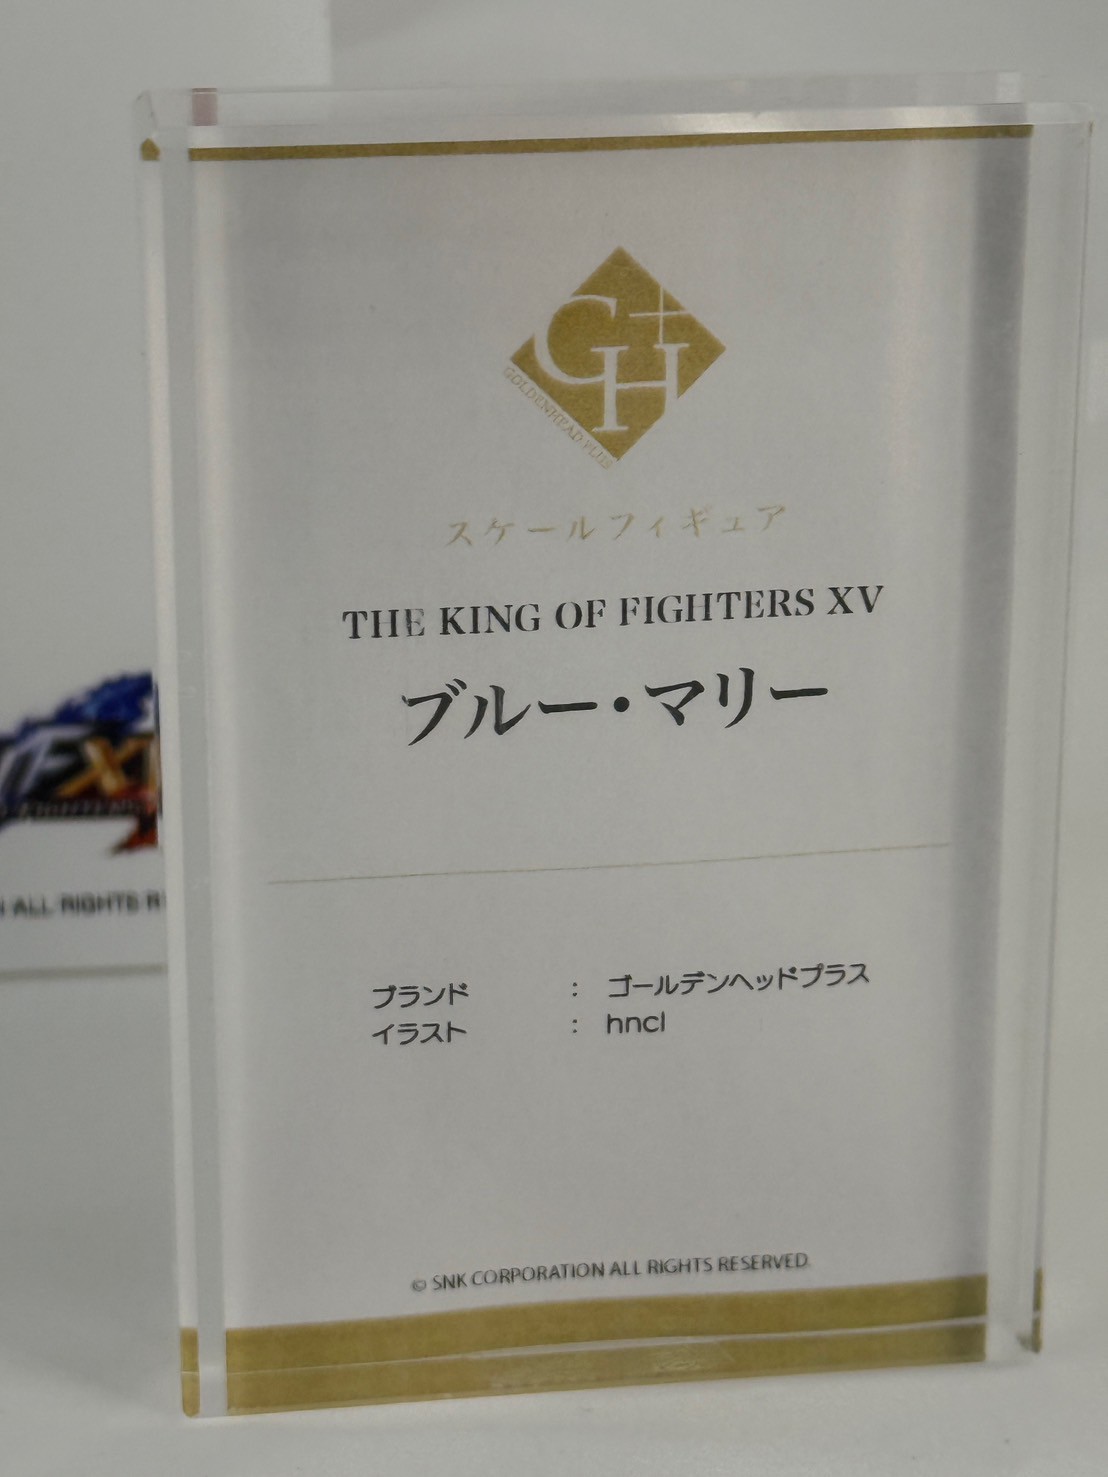 GH+
GOLDENHEAD PLUS
スケールフィギュア
THE KING OF FIGHTERS XV
ブルー・マリー
ブランド : ゴールデンヘッドプラス
イラスト : hncl
© SNK CORPORATION ALL RIGHTS RESERVED.
ALL RIGHTS R